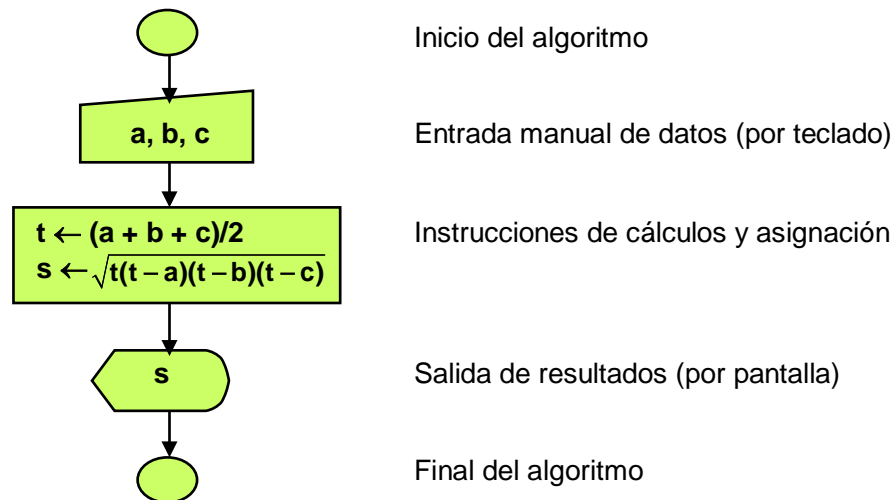 Inicio del algoritmo
a, b, c
Entrada manual de datos (por teclado)
t ← (a + b + c)/2
s ← √t(t – a)(t – b)(t – c)
Instrucciones de cálculos y asignación
s
Salida de resultados (por pantalla)
Final del algoritmo